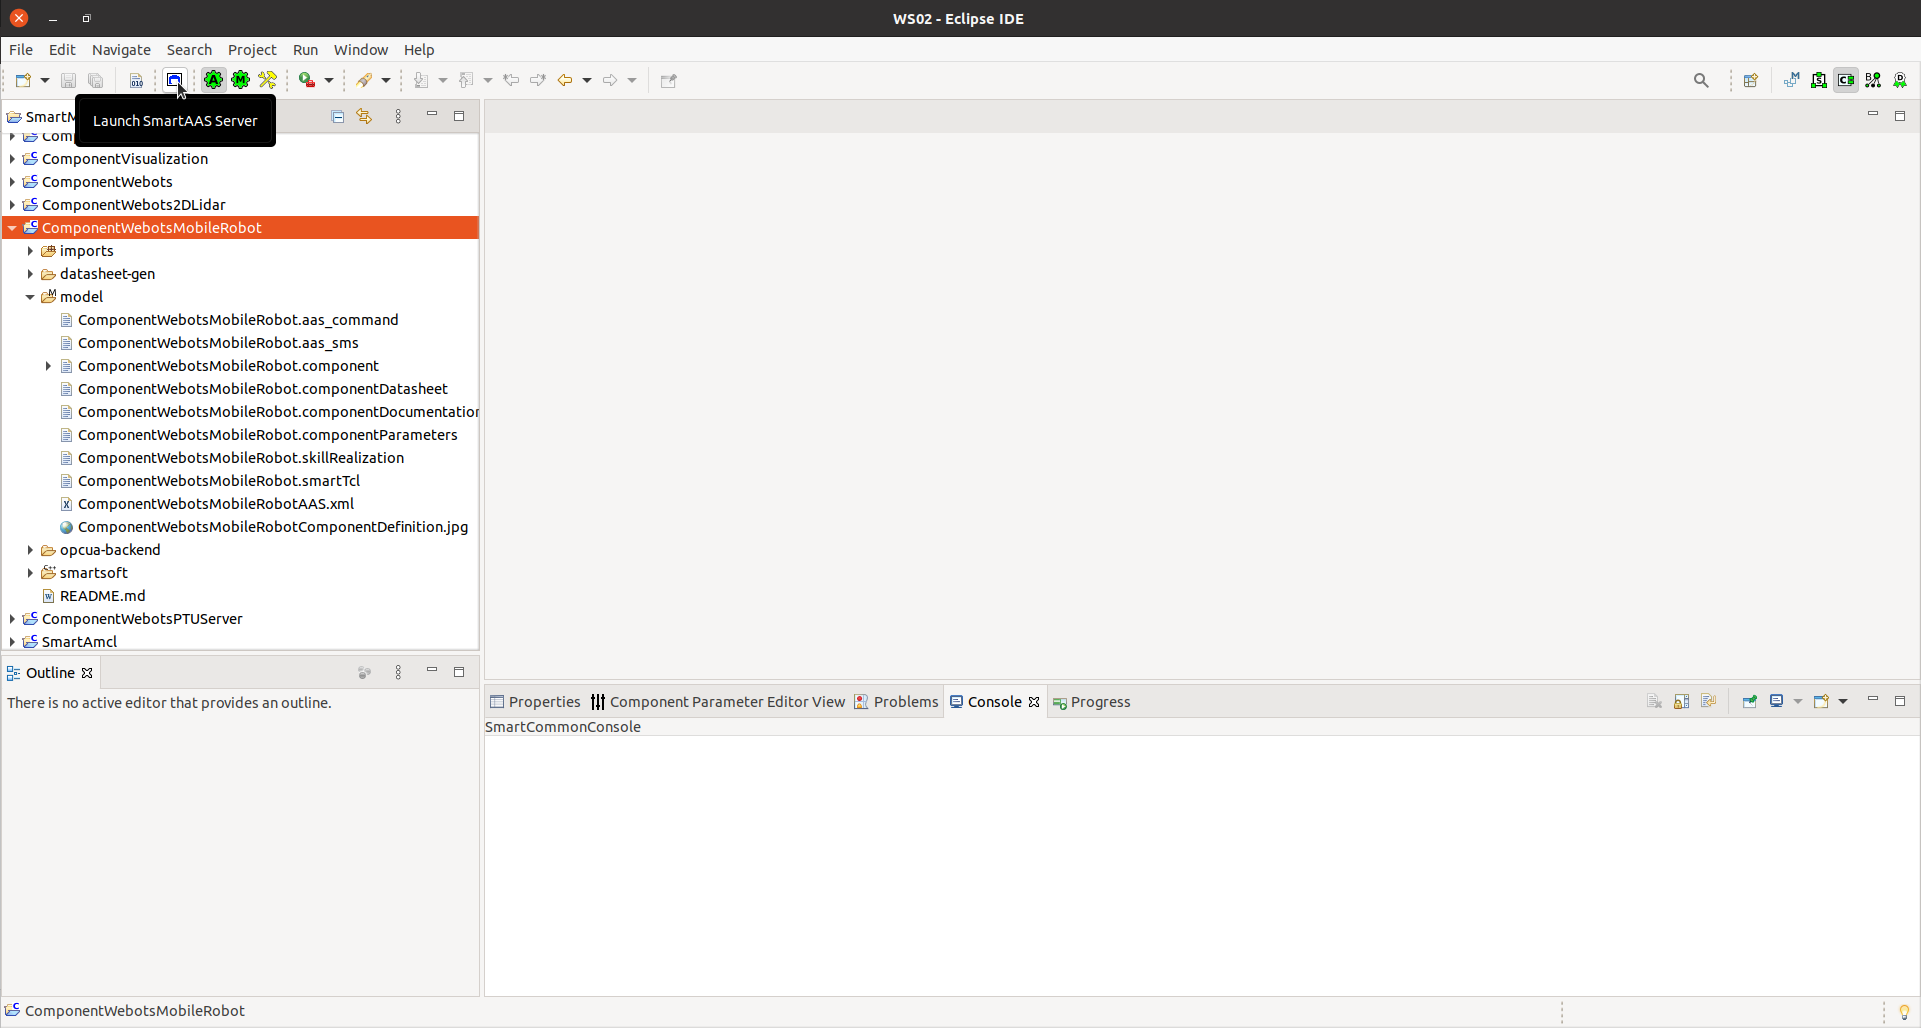 WS02 - Eclipse IDE
File Edit Navigate Search Project Run Window Help
010
A M
M S C D
SmartM
Launch SmartAAS Server
Com
ComponentVisualization
ComponentWebots
ComponentWebots2DLidar
ComponentWebotsMobileRobot
imports
datasheet-gen
model
ComponentWebotsMobileRobot.aas_command
ComponentWebotsMobileRobot.aas_sms
ComponentWebotsMobileRobot.component
ComponentWebotsMobileRobot.componentDatasheet
ComponentWebotsMobileRobot.componentDocumentation
ComponentWebotsMobileRobot.componentParameters
ComponentWebotsMobileRobot.skillRealization
ComponentWebotsMobileRobot.smartTcl
ComponentWebotsMobileRobotAAS.xml
ComponentWebotsMobileRobotComponentDefinition.jpg
opcua-backend
smartsoft
README.md
ComponentWebotsPTUServer
SmartAmcl
Outline
There is no active editor that provides an outline.
Properties Component Parameter Editor View Problems Console Progress
SmartCommonConsole
ComponentWebotsMobileRobot